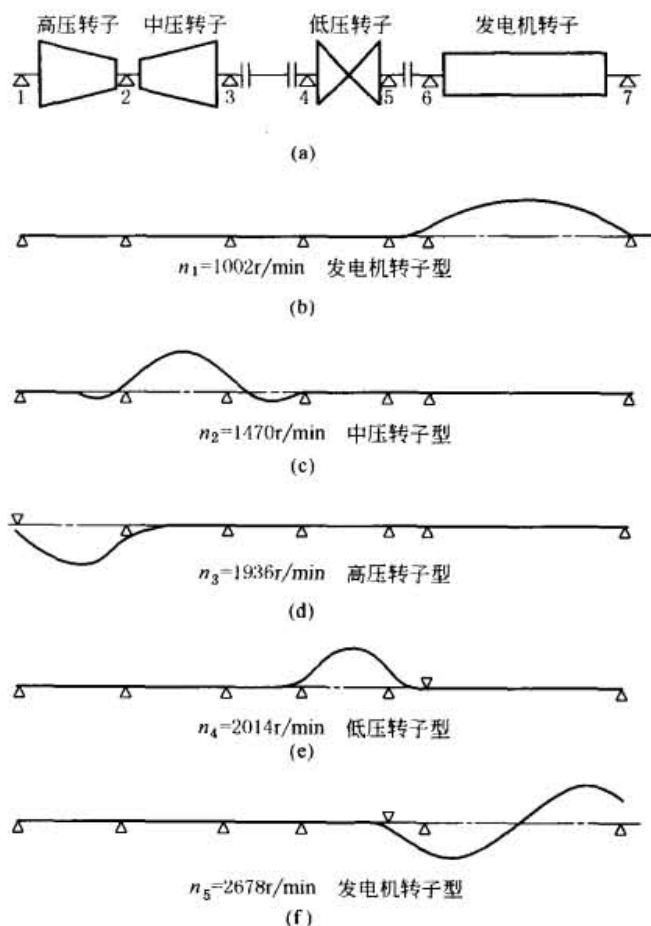 高压转子 中压转子 低压转子 发电机转子
1 2 3 4 5 6 7
(a)
n₁=1002r/min 发电机转子型
(b)
n₂=1470r/min 中压转子型
(c)
n₃=1936r/min 高压转子型
(d)
n₄=2014r/min 低压转子型
(e)
n₅=2678r/min 发电机转子型
(f)